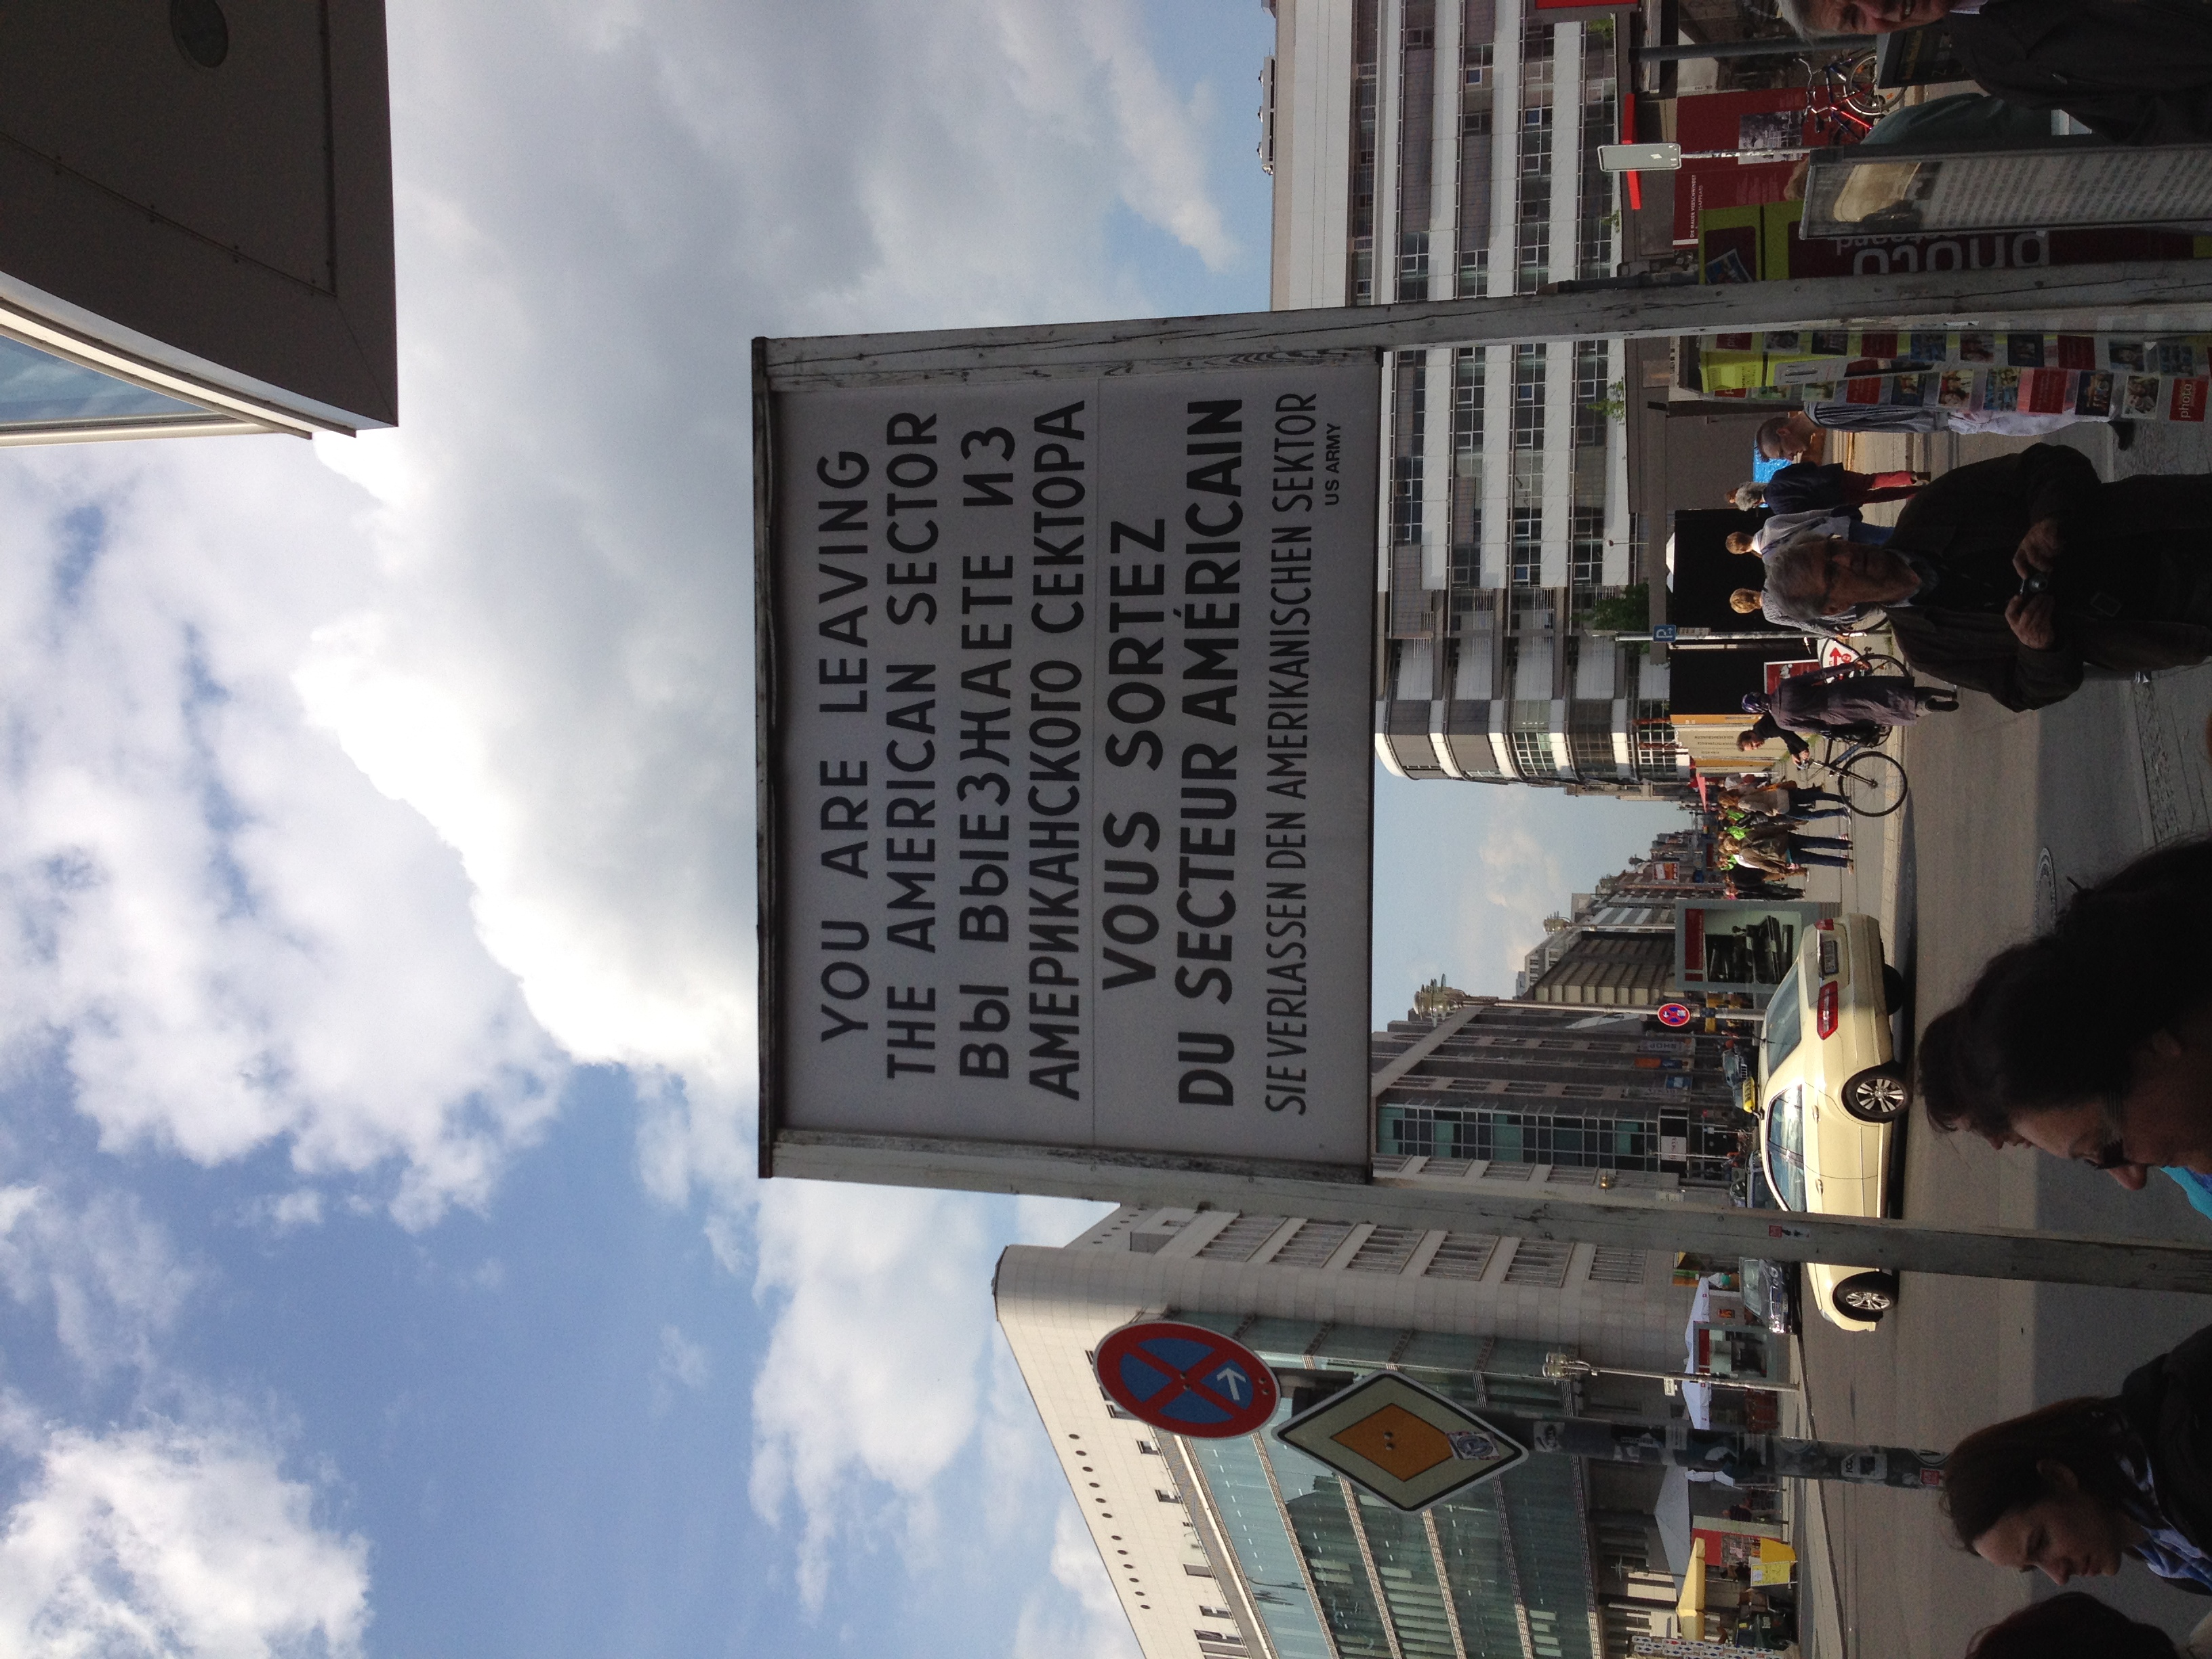 YOU ARE LEAVING
THE AMERICAN SECTOR
ВЫ ВЫЕЗЖАЕТЕ ИЗ
АМЕРИКАНСКОГО СЕКТОРА
VOUS SORTEZ
DU SECTEUR AMÉRICAIN
SIE VERLASSEN DEN AMERIKANISCHEN SEKTOR
US ARMY
photo
photo